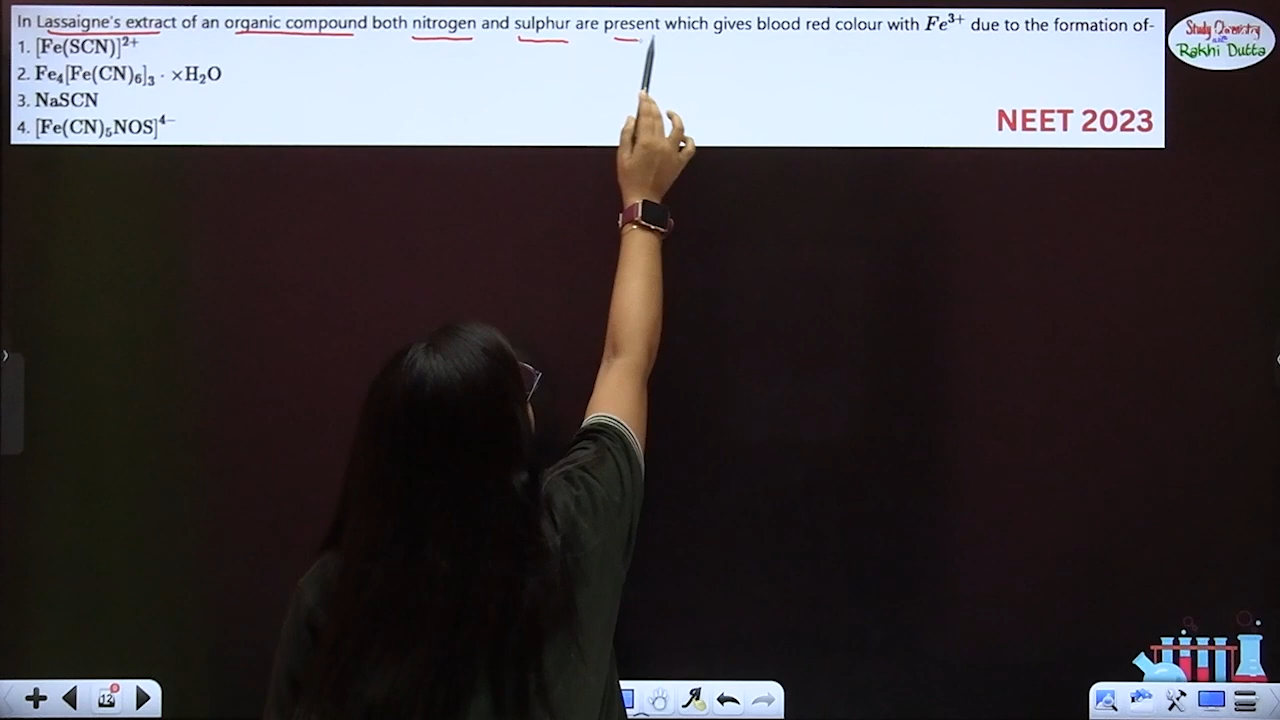 In Lassaigne's extract of an organic compound both nitrogen and sulphur are present which gives blood red colour with Fe³⁺ due to the formation of-
1. [Fe(SCN)]²⁺
2. Fe₄[Fe(CN)₆]₃ · ×H₂O
3. NaSCN
4. [Fe(CN)₅NOS]⁴⁻
NEET 2023
Study Chemistry
with
Rakhi Dutta
12